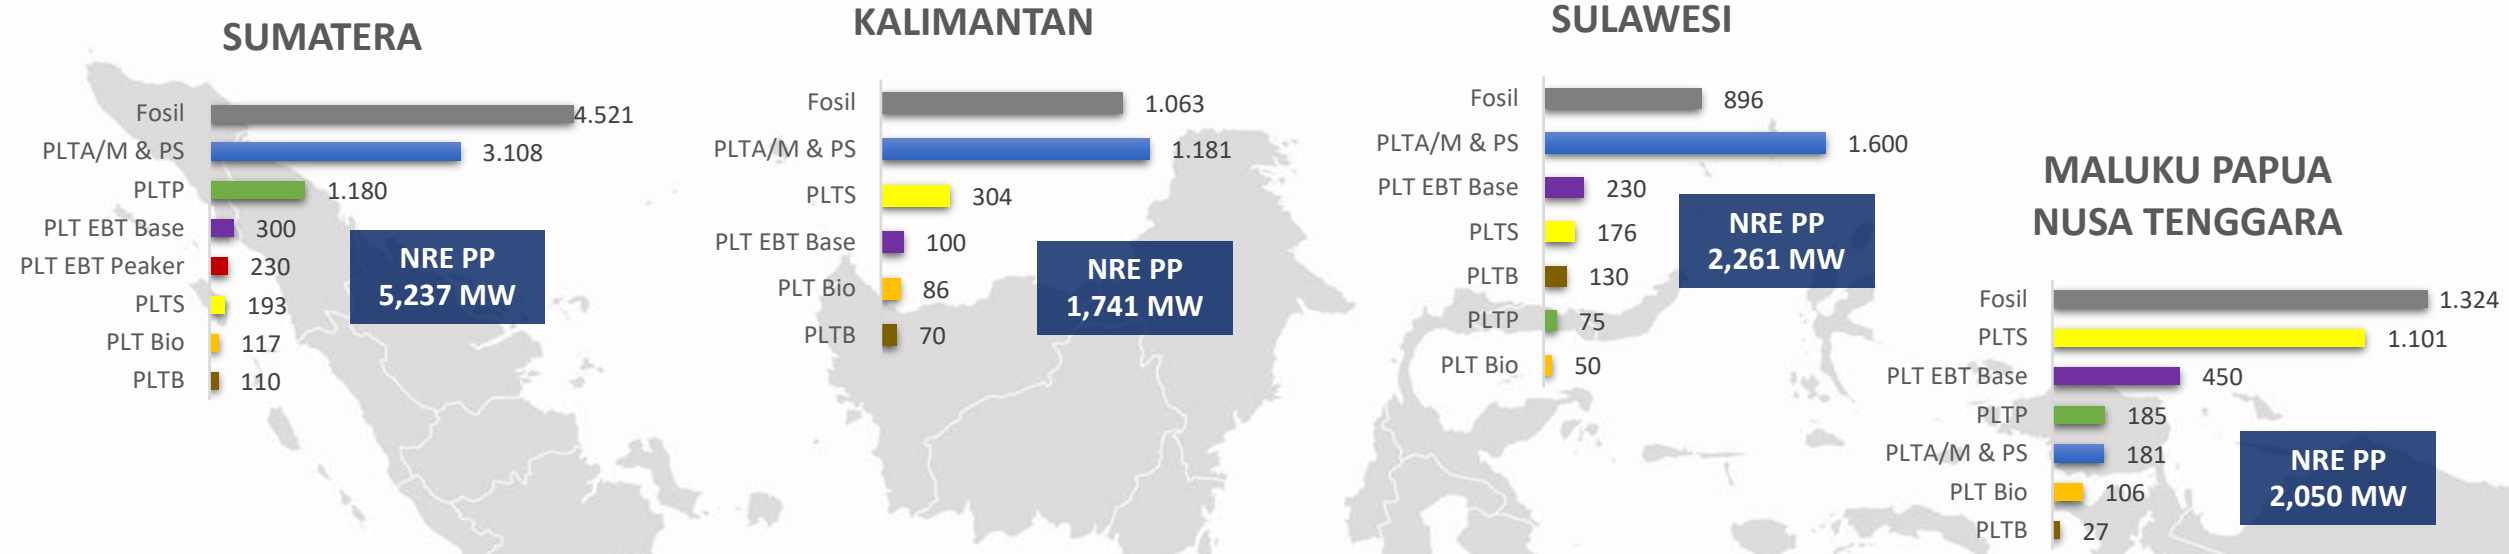 SUMATERA
Fosil 4.521
PLTA/M & PS 3.108
PLTP 1.180
PLT EBT Base 300
PLT EBT Peaker 230
PLTS 193
PLT Bio 117
PLTB 110
NRE PP
5,237 MW
KALIMANTAN
Fosil 1.063
PLTA/M & PS 1.181
PLTS 304
PLT EBT Base 100
PLT Bio 86
PLTB 70
NRE PP
1,741 MW
SULAWESI
Fosil 896
PLTA/M & PS 1.600
PLT EBT Base 230
PLTS 176
PLTB 130
PLTP 75
PLT Bio 50
NRE PP
2,261 MW
MALUKU PAPUA
NUSA TENGGARA
Fosil 1.324
PLTS 1.101
PLT EBT Base 450
PLTP 185
PLTA/M & PS 181
PLT Bio 106
PLTB 27
NRE PP
2,050 MW